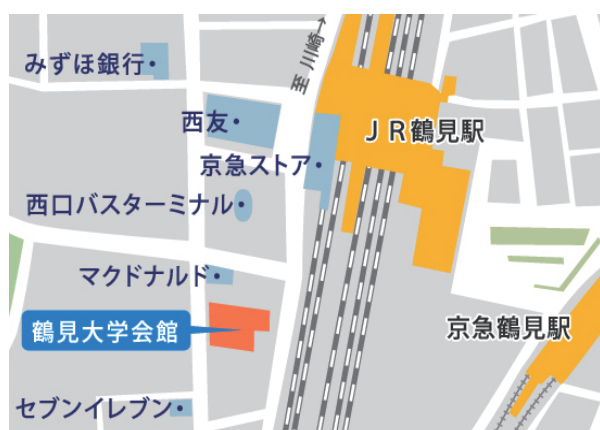 至 川崎→
みずほ銀行
西友
JR鶴見駅
京急ストア
西口バスターミナル
マクドナルド
鶴見大学会館
京急鶴見駅
セブンイレブン